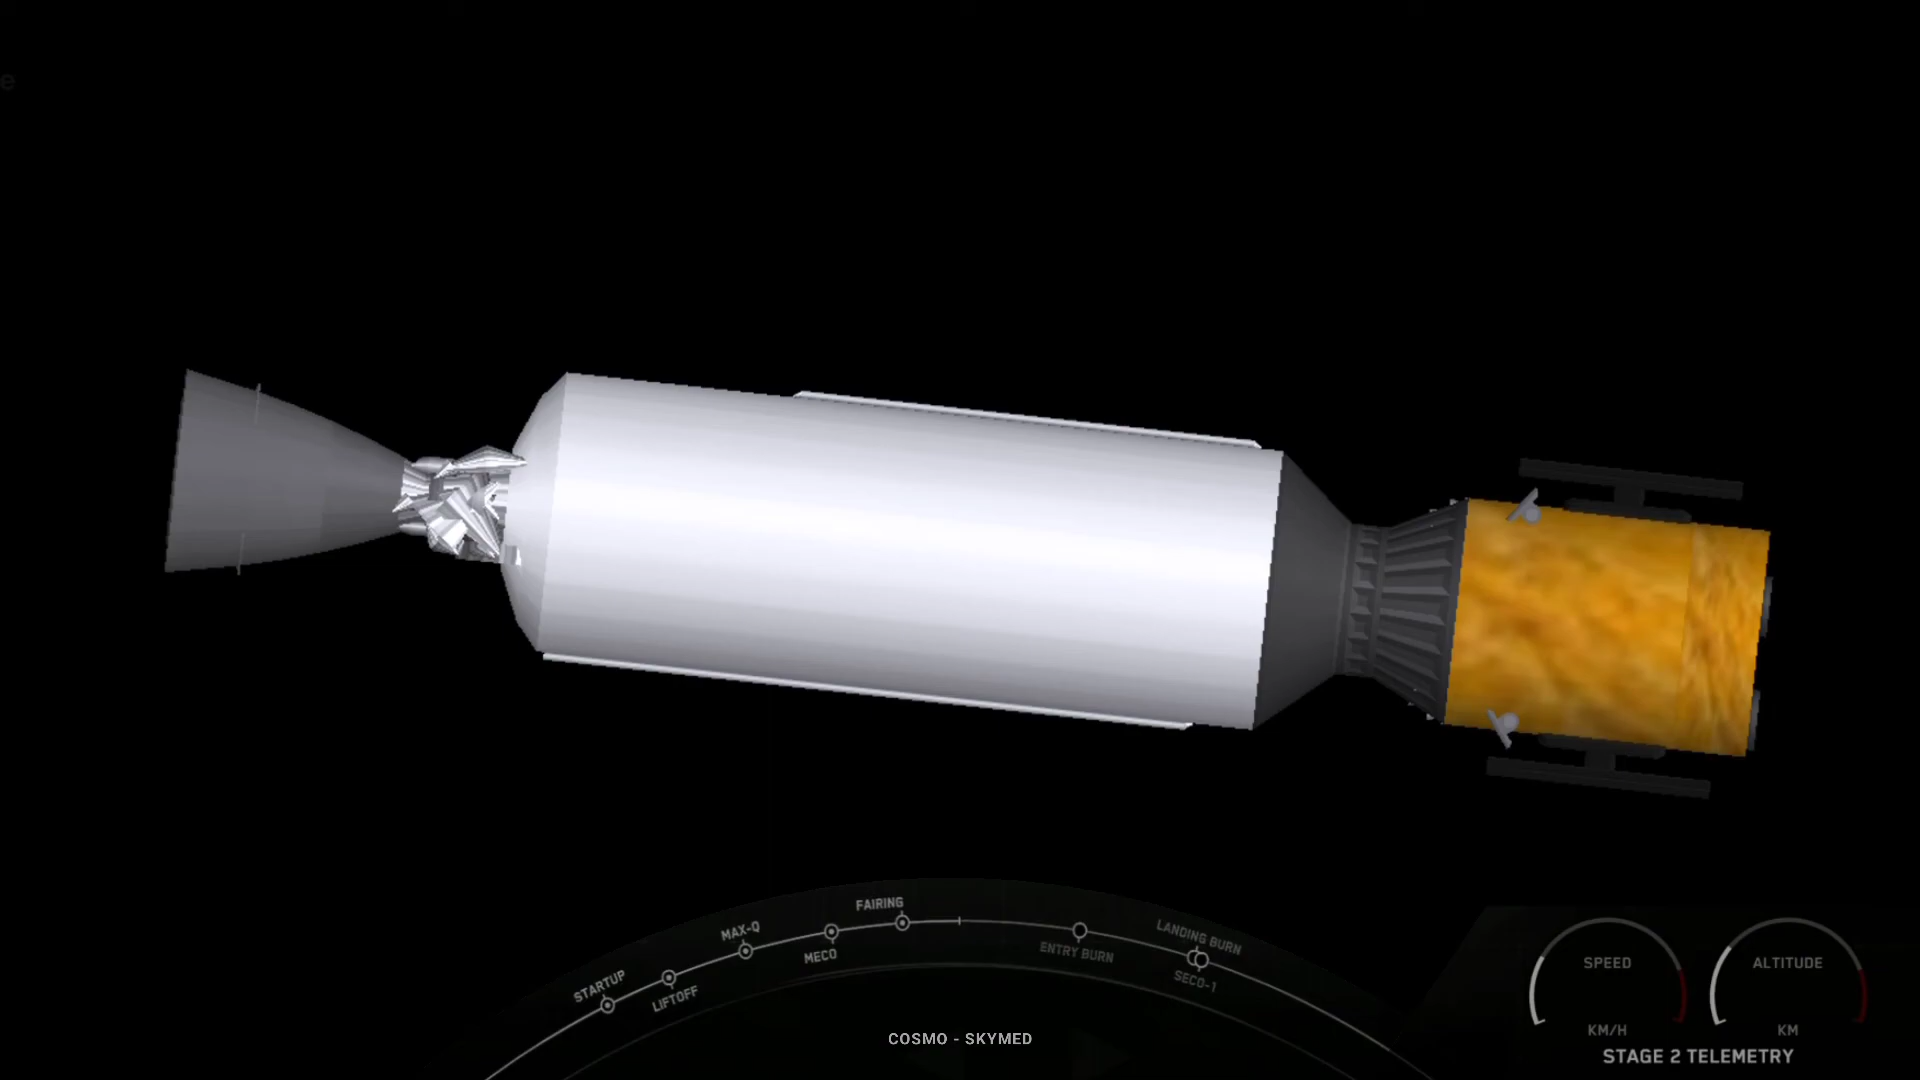 STARTUP
LIFTOFF
MAX-Q
MECO
FAIRING
ENTRY BURN
LANDING BURN
SECO-1
COSMO - SKYMED
SPEED
KM/H
ALTITUDE
KM
STAGE 2 TELEMETRY